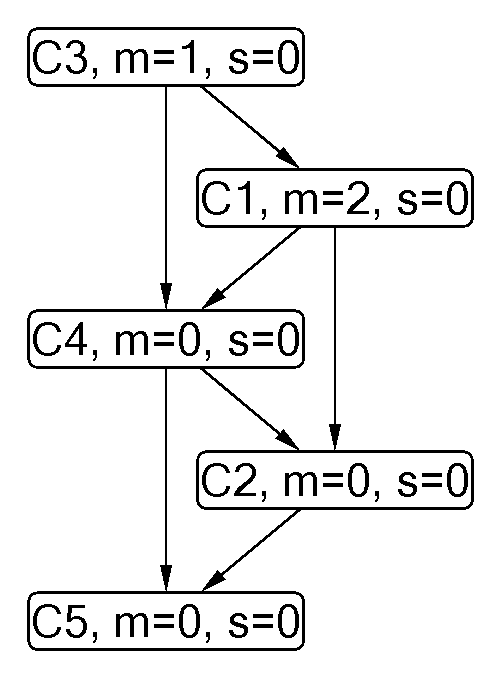 C3, m=1, s=0
C1, m=2, s=0
C4, m=0, s=0
C2, m=0, s=0
C5, m=0, s=0